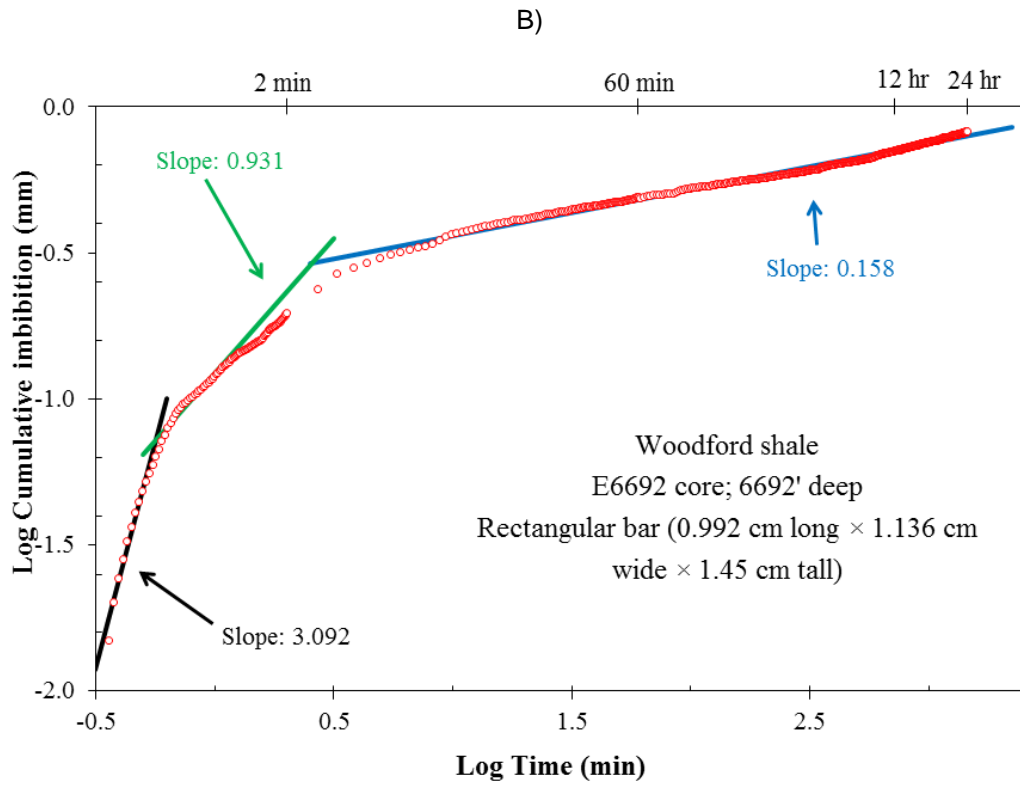 B)
2 min
60 min
12 hr
24 hr
0.0
-0.5
-1.0
-1.5
-2.0
Log Cumulative imbibition (mm)
Slope: 0.931
Slope: 0.158
Slope: 3.092
Woodford shale
E6692 core; 6692' deep
Rectangular bar (0.992 cm long × 1.136 cm
wide × 1.45 cm tall)
-0.5
0.5
1.5
2.5
Log Time (min)